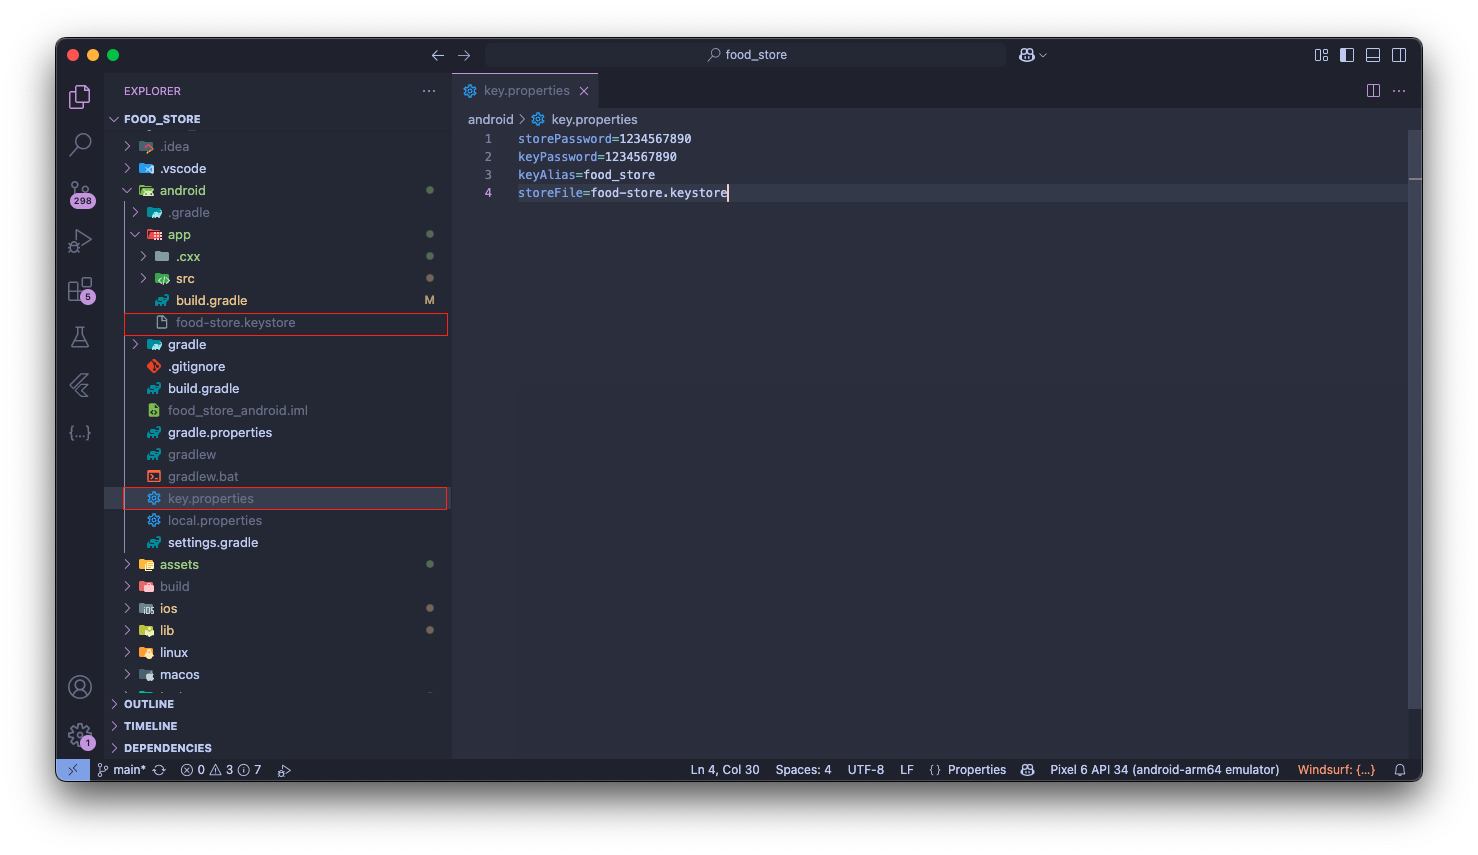 food_store
EXPLORER
FOOD_STORE
.idea
.vscode
android
.gradle
app
.cxx
src
build.gradle M
food-store.keystore
gradle
.gitignore
build.gradle
food_store_android.iml
gradle.properties
gradlew
gradlew.bat
key.properties
local.properties
settings.gradle
assets
build
ios
lib
linux
macos
OUTLINE
TIMELINE
DEPENDENCIES
298
5
1
key.properties
android > key.properties
1 storePassword=1234567890
2 keyPassword=1234567890
3 keyAlias=food_store
4 storeFile=food-store.keystore
main* 0 3 7 Ln 4, Col 30 Spaces: 4 UTF-8 LF {} Properties Pixel 6 API 34 (android-arm64 emulator) Windsurf: {...}